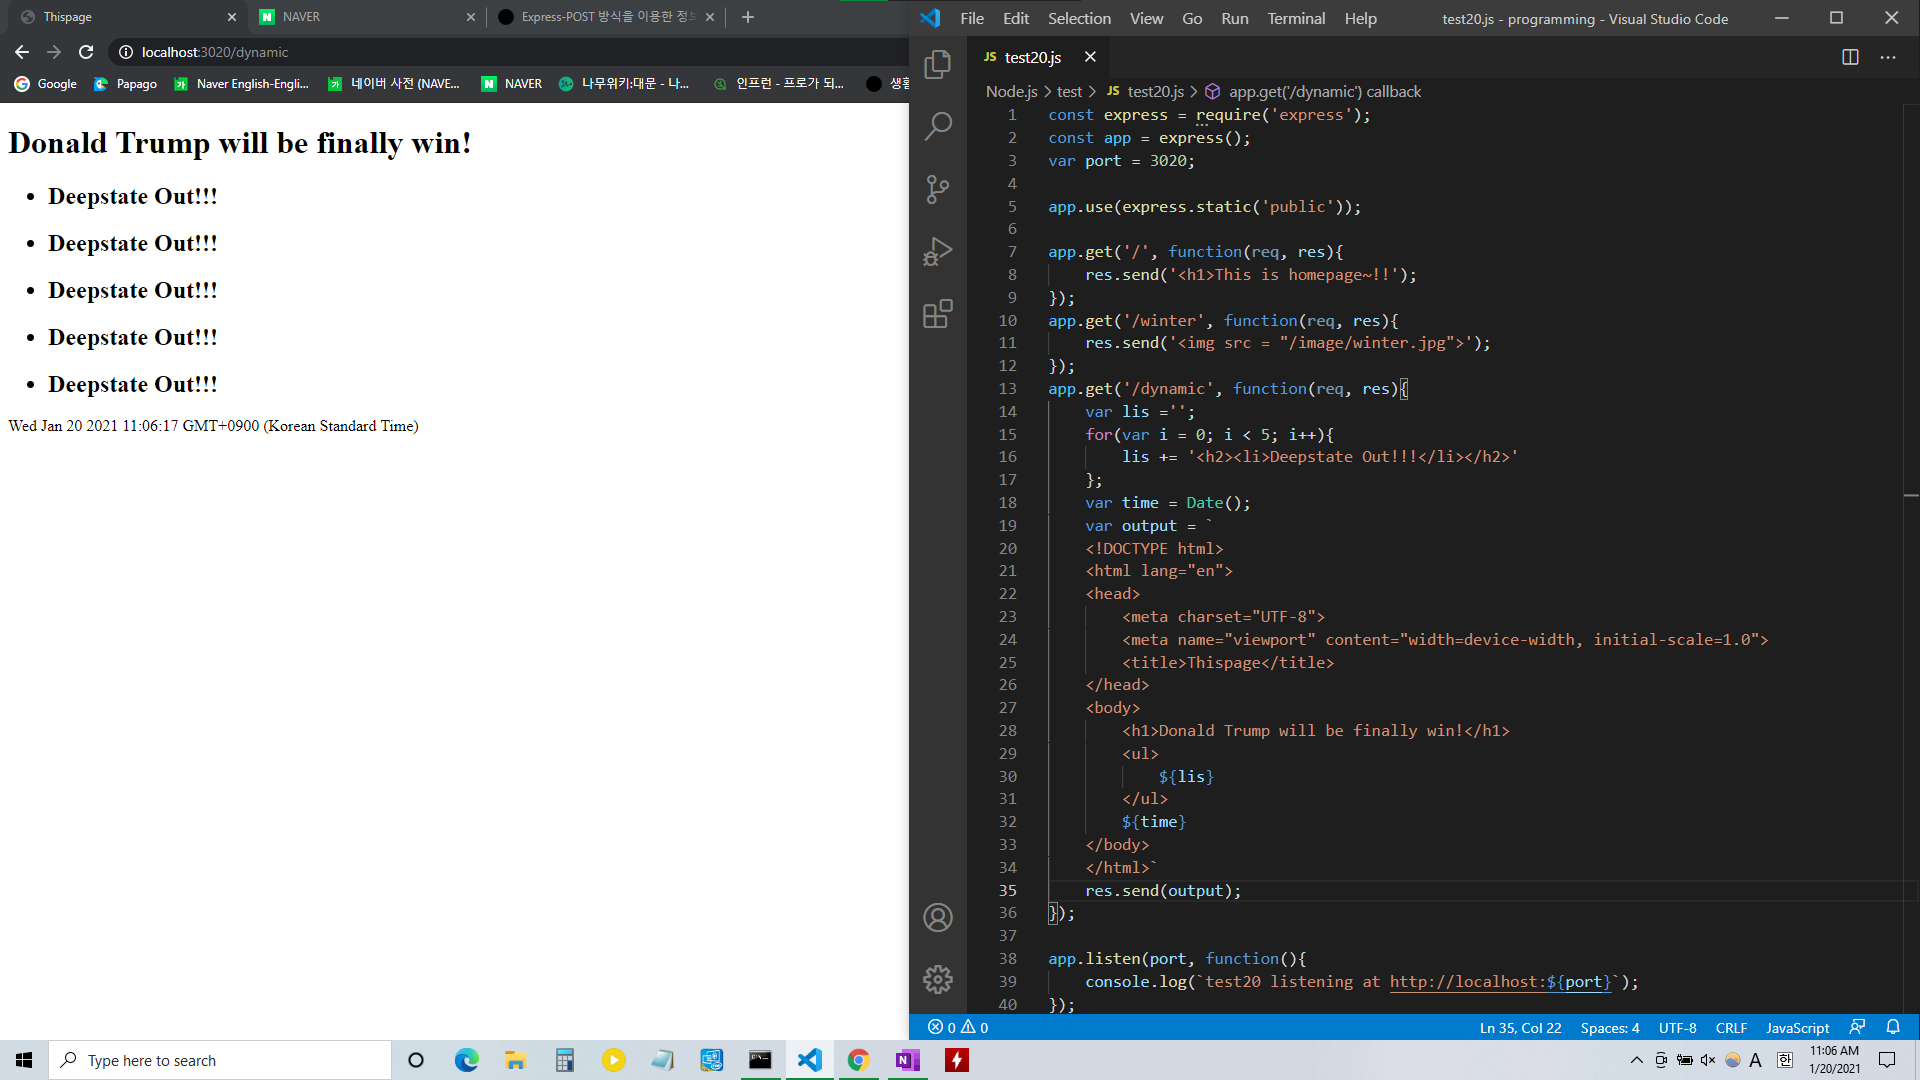 Thispage
NAVER
Express-POST 방식을 이용한 정보
localhost:3020/dynamic
Google
Papago
Naver English-Engli...
네이버 사전 (NAVE...
NAVER
나무위키:대문 - 나...
인프런 - 프로가 되...
생활
Donald Trump will be finally win!
• Deepstate Out!!!
• Deepstate Out!!!
• Deepstate Out!!!
• Deepstate Out!!!
• Deepstate Out!!!
Wed Jan 20 2021 11:06:17 GMT+0900 (Korean Standard Time)
File Edit Selection View Go Run Terminal Help
test20.js - programming - Visual Studio Code
JS test20.js
Node.js > test > JS test20.js > app.get('/dynamic') callback
1 const express = require('express');
2 const app = express();
3 var port = 3020;
4
5 app.use(express.static('public'));
6
7 app.get('/', function(req, res){
8 res.send('<h1>This is homepage~!!');
9 });
10 app.get('/winter', function(req, res){
11 res.send('<img src = "/image/winter.jpg">');
12 });
13 app.get('/dynamic', function(req, res){
14 var lis ='';
15 for(var i = 0; i < 5; i++){
16 lis += '<h2><li>Deepstate Out!!!</li></h2>'
17 };
18 var time = Date();
19 var output = `
20 <!DOCTYPE html>
21 <html lang="en">
22 <head>
23 <meta charset="UTF-8">
24 <meta name="viewport" content="width=device-width, initial-scale=1.0">
25 <title>Thispage</title>
26 </head>
27 <body>
28 <h1>Donald Trump will be finally win!</h1>
29 <ul>
30 ${lis}
31 </ul>
32 ${time}
33 </body>
34 </html>`
35 res.send(output);
36 });
37
38 app.listen(port, function(){
39 console.log(`test20 listening at http://localhost:${port}`);
40 });
0 0
Ln 35, Col 22
Spaces: 4
UTF-8
CRLF
JavaScript
Type here to search
A
한
11:06 AM
1/20/2021